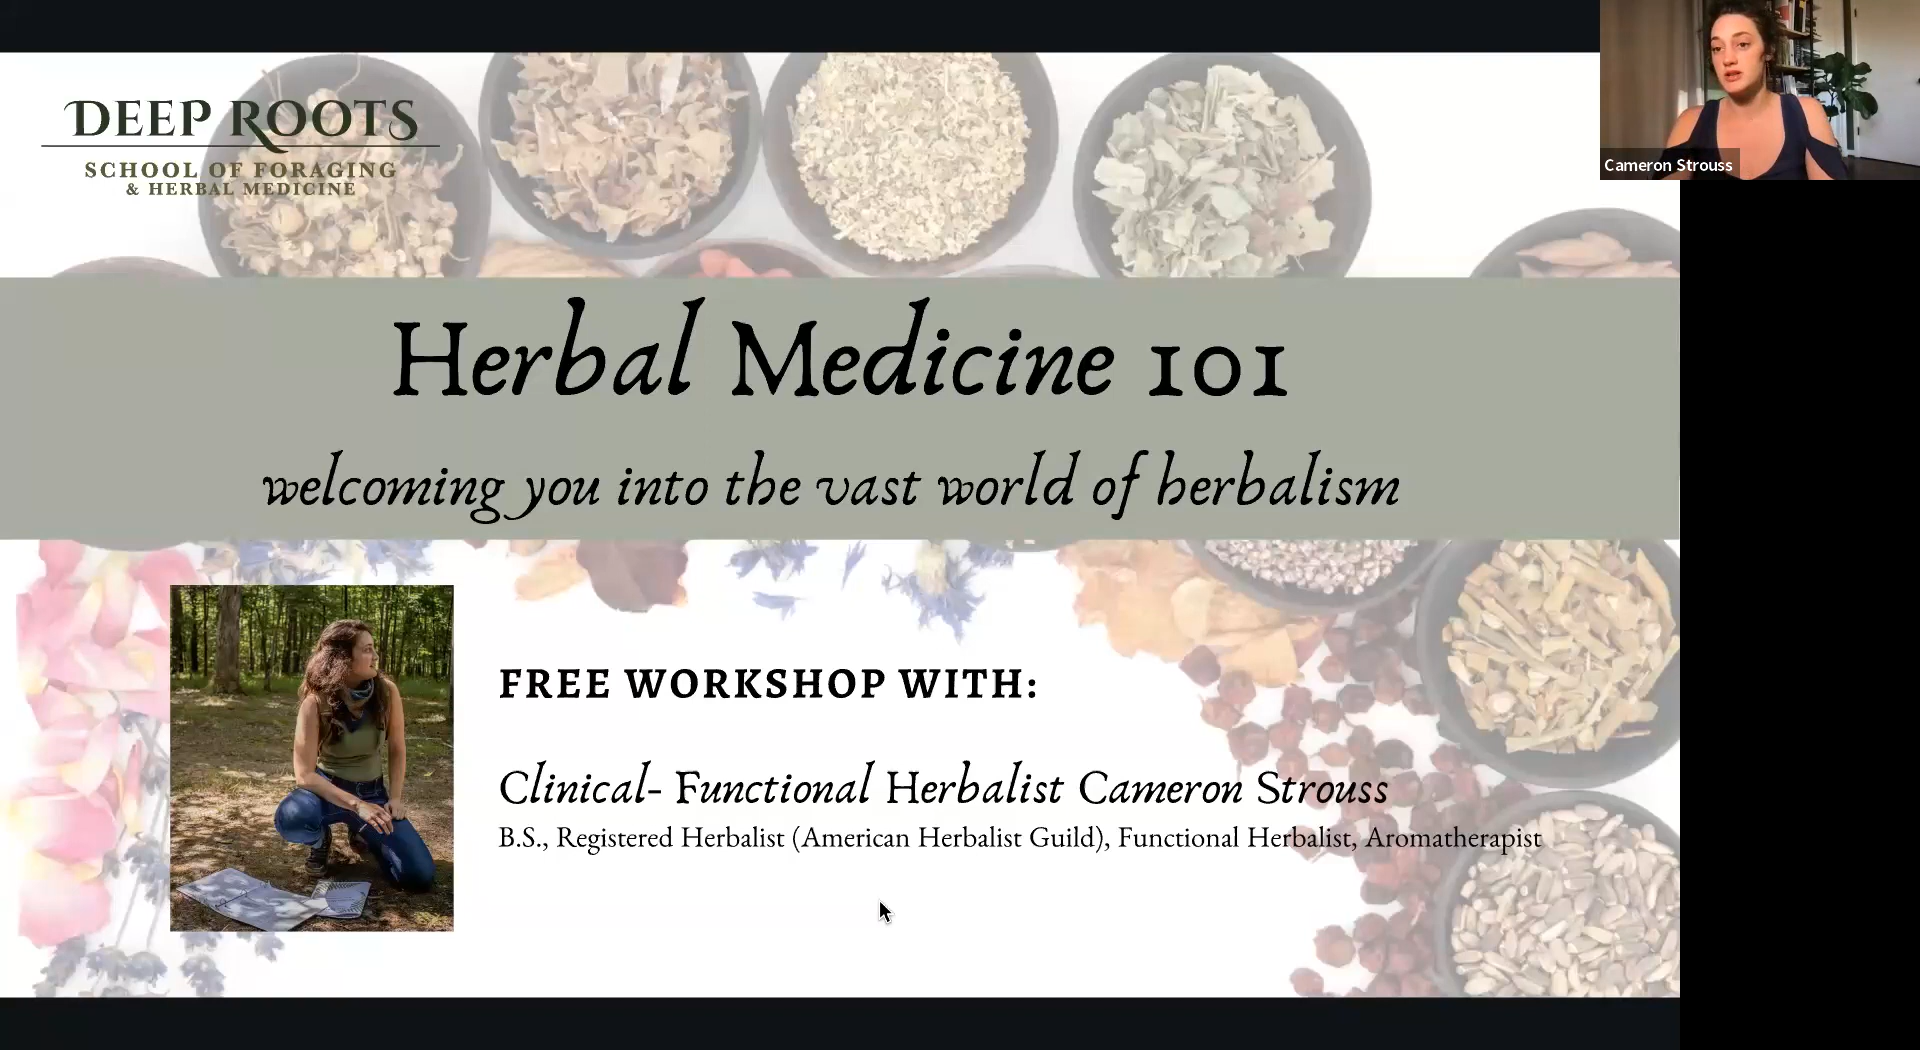 DEEP ROOTS
SCHOOL OF FORAGING
& HERBAL MEDICINE
Cameron Strouss
Herbal Medicine 101
welcoming you into the vast world of herbalism
FREE WORKSHOP WITH:
Clinical- Functional Herbalist Cameron Strouss
B.S., Registered Herbalist (American Herbalist Guild), Functional Herbalist, Aromatherapist